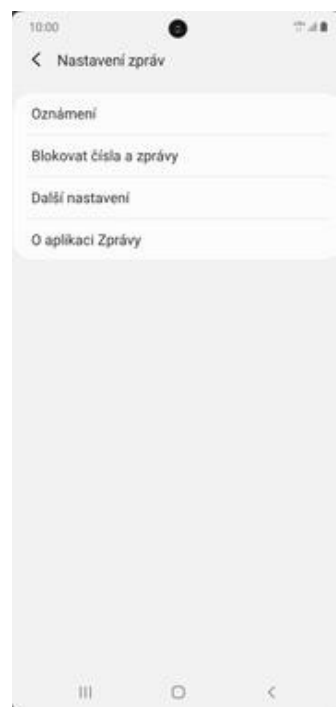 10:00
Nastavení zpráv
Oznámení
Blokovat čísla a zprávy
Další nastavení
O aplikaci Zprávy